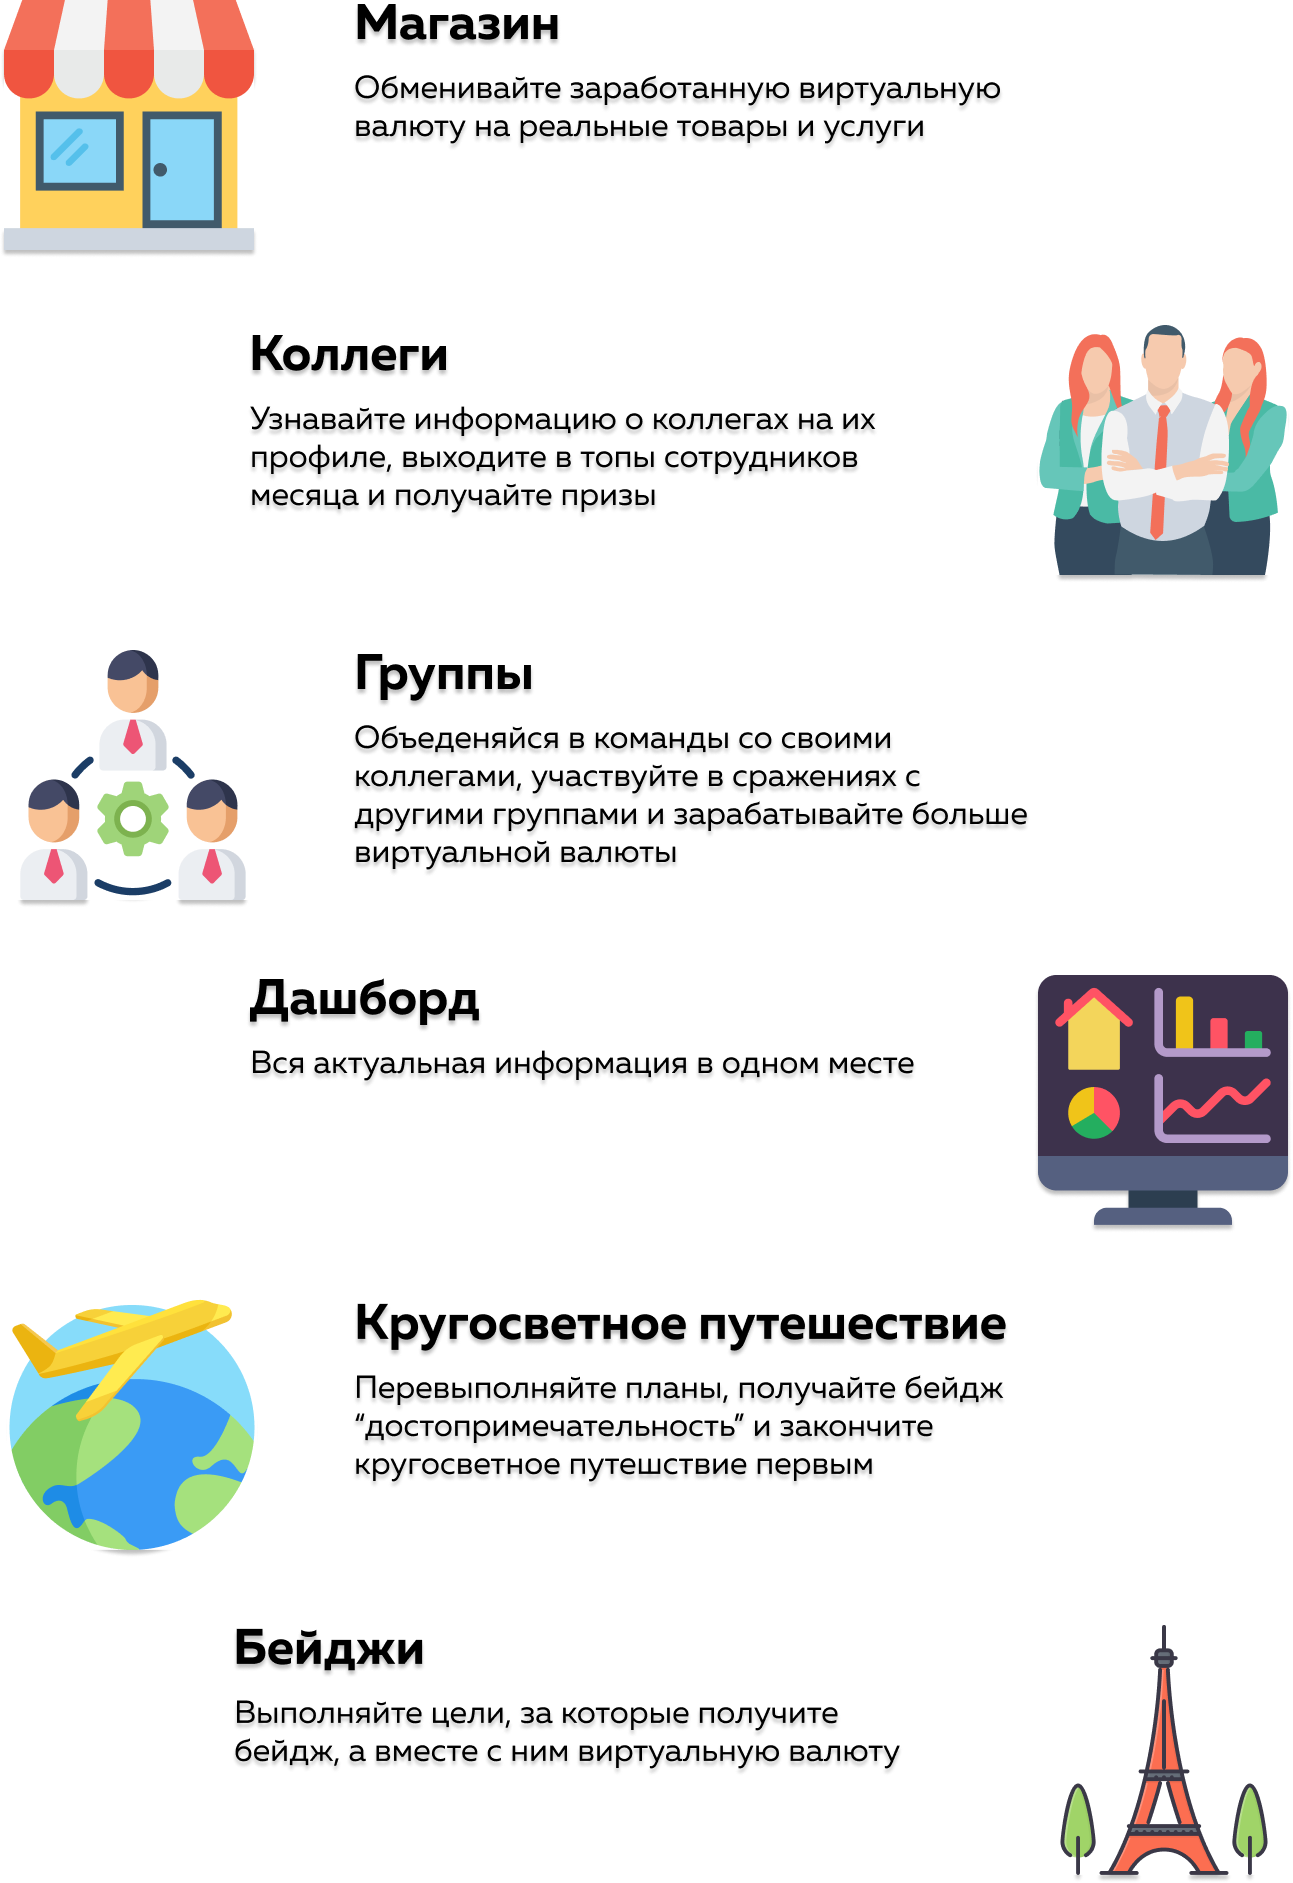 Магазин
Обменивайте заработанную виртуальную
валюту на реальные товары и услуги
Коллеги
Узнавайте информацию о коллегах на их
профиле, выходите в топы сотрудников
месяца и получайте призы
Группы
Объеденяйся в команды со своими
коллегами, участвуйте в сражениях с
другими группами и зарабатывайте больше
виртуальной валюты
Дашборд
Вся актуальная информация в одном месте
Кругосветное путешествие
Перевыполняйте планы, получайте бейдж
“достопримечательность” и закончите
кругосветное путешствие первым
Бейджи
Выполняйте цели, за которые получите
бейдж, а вместе с ним виртуальную валюту